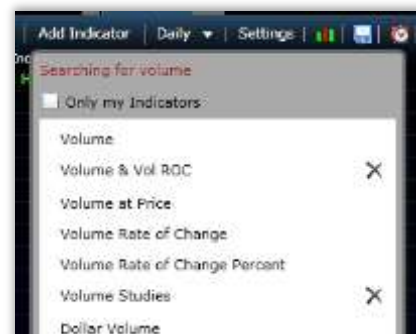 Add Indicator | Daily ▼ | Settings |
Searching for volume
Only my Indicators
Volume
Volume & Vol ROC
Volume at Price
Volume Rate of Change
Volume Rate of Change Percent
Volume Studies
Dollar Volume